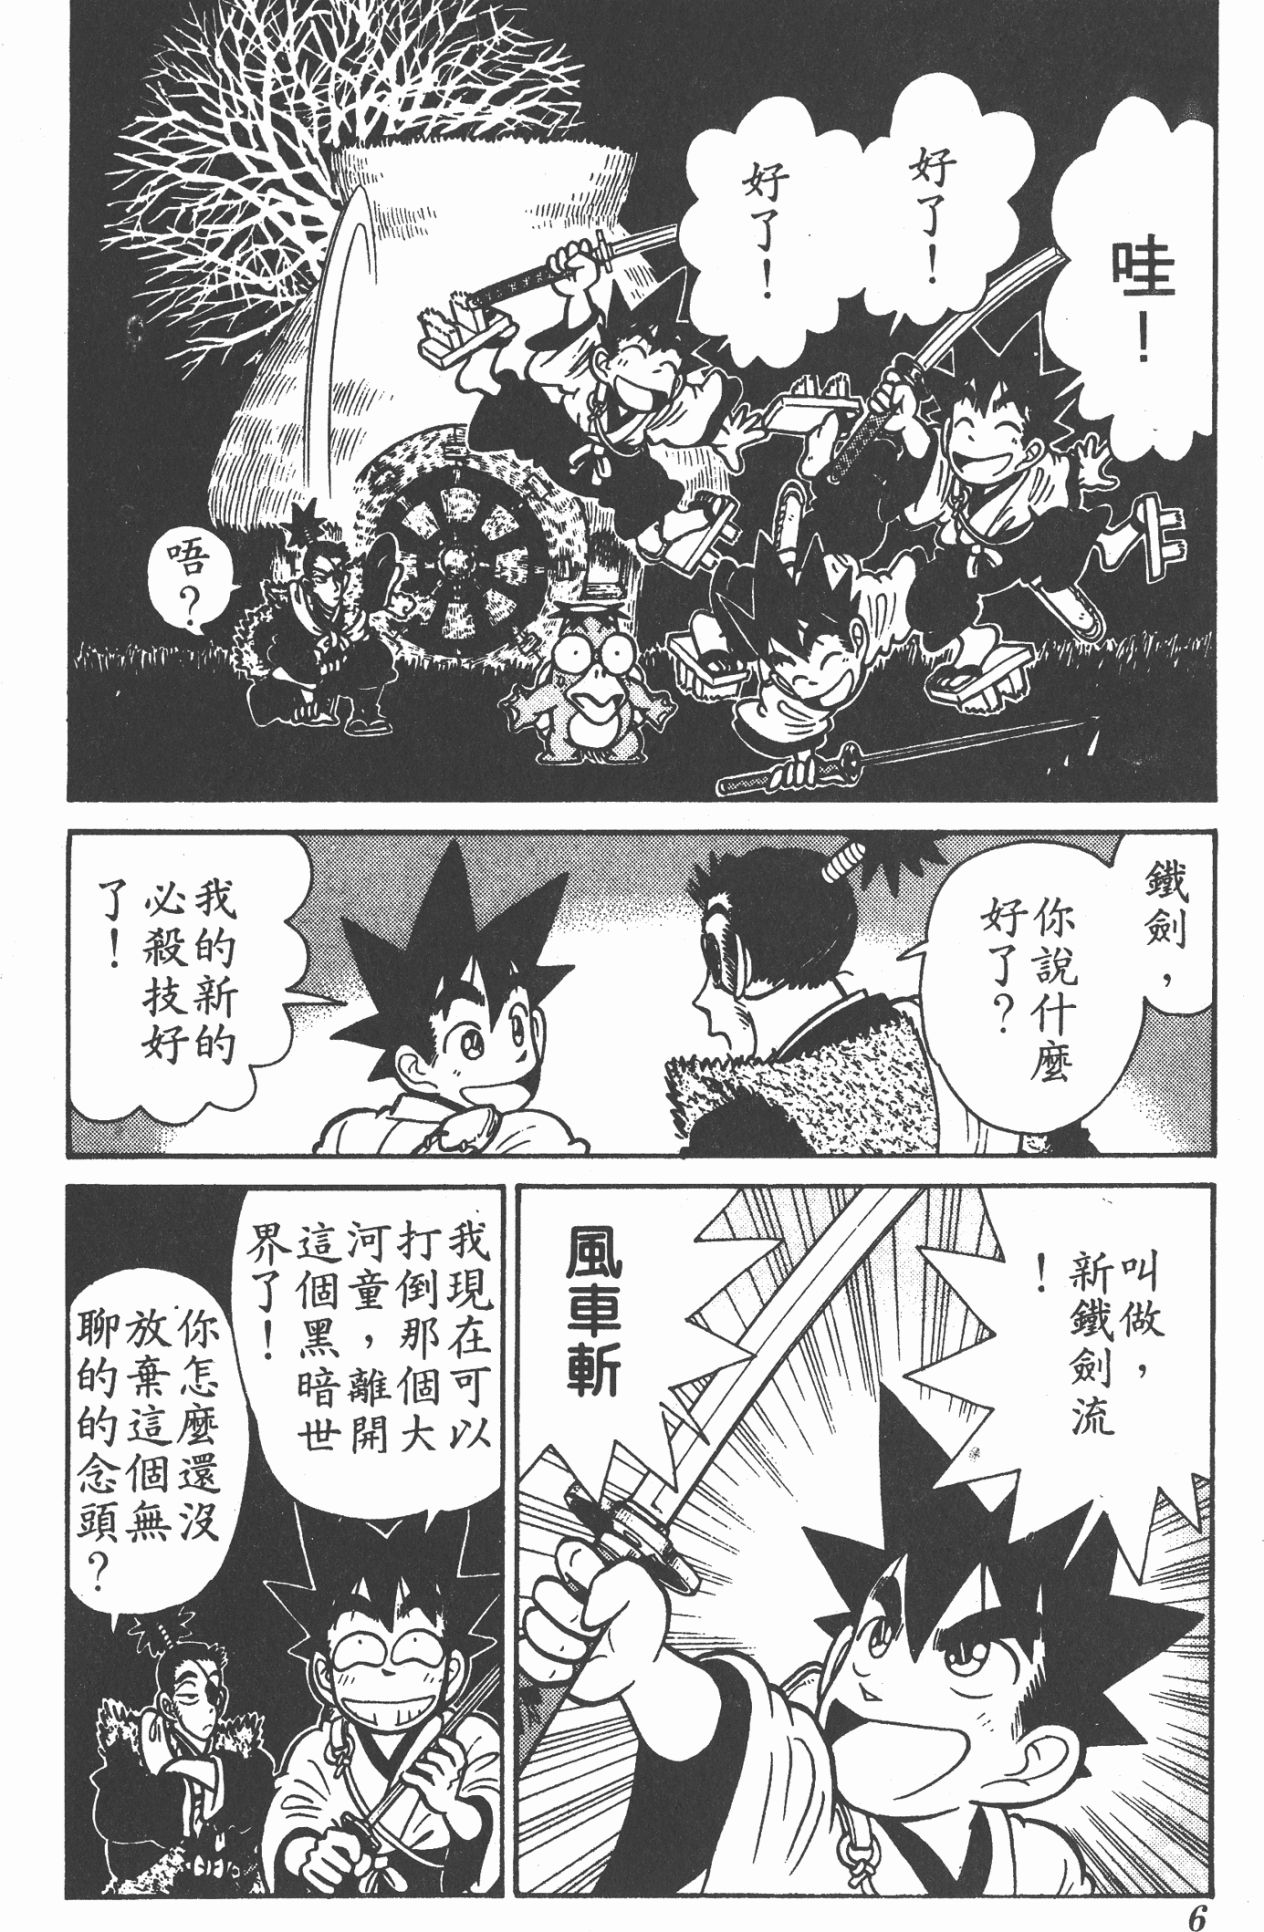 哇！
好了！
好了！
唔？
鐵劍，
你說什麼
好了？
我的新的
必殺技好
了！
叫做，
新鐵劍流
！
風車斬
我現在可以
打倒那個大
河童，離開
這個黑暗世
界了！
你怎麼還沒
放棄這個無
聊的的念頭？
6